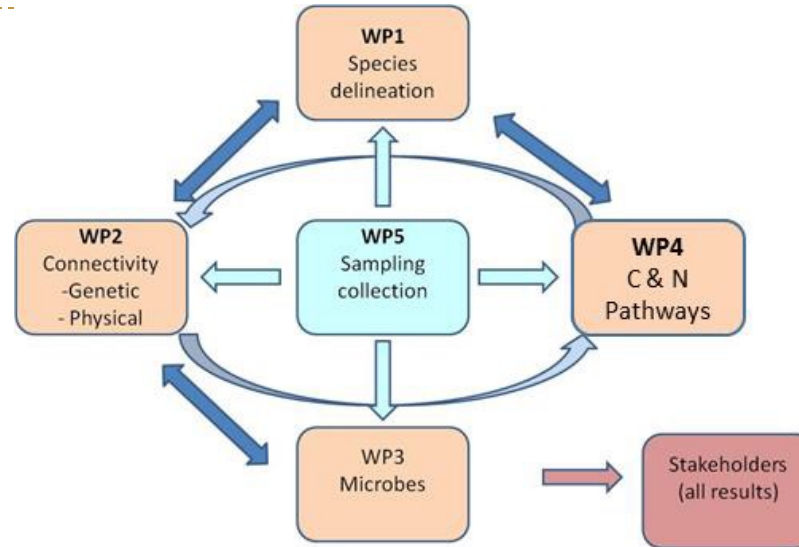 WP1
Species
delineation
WP2
Connectivity
-Genetic
- Physical
WP5
Sampling
collection
WP4
C & N
Pathways
WP3
Microbes
Stakeholders
(all results)